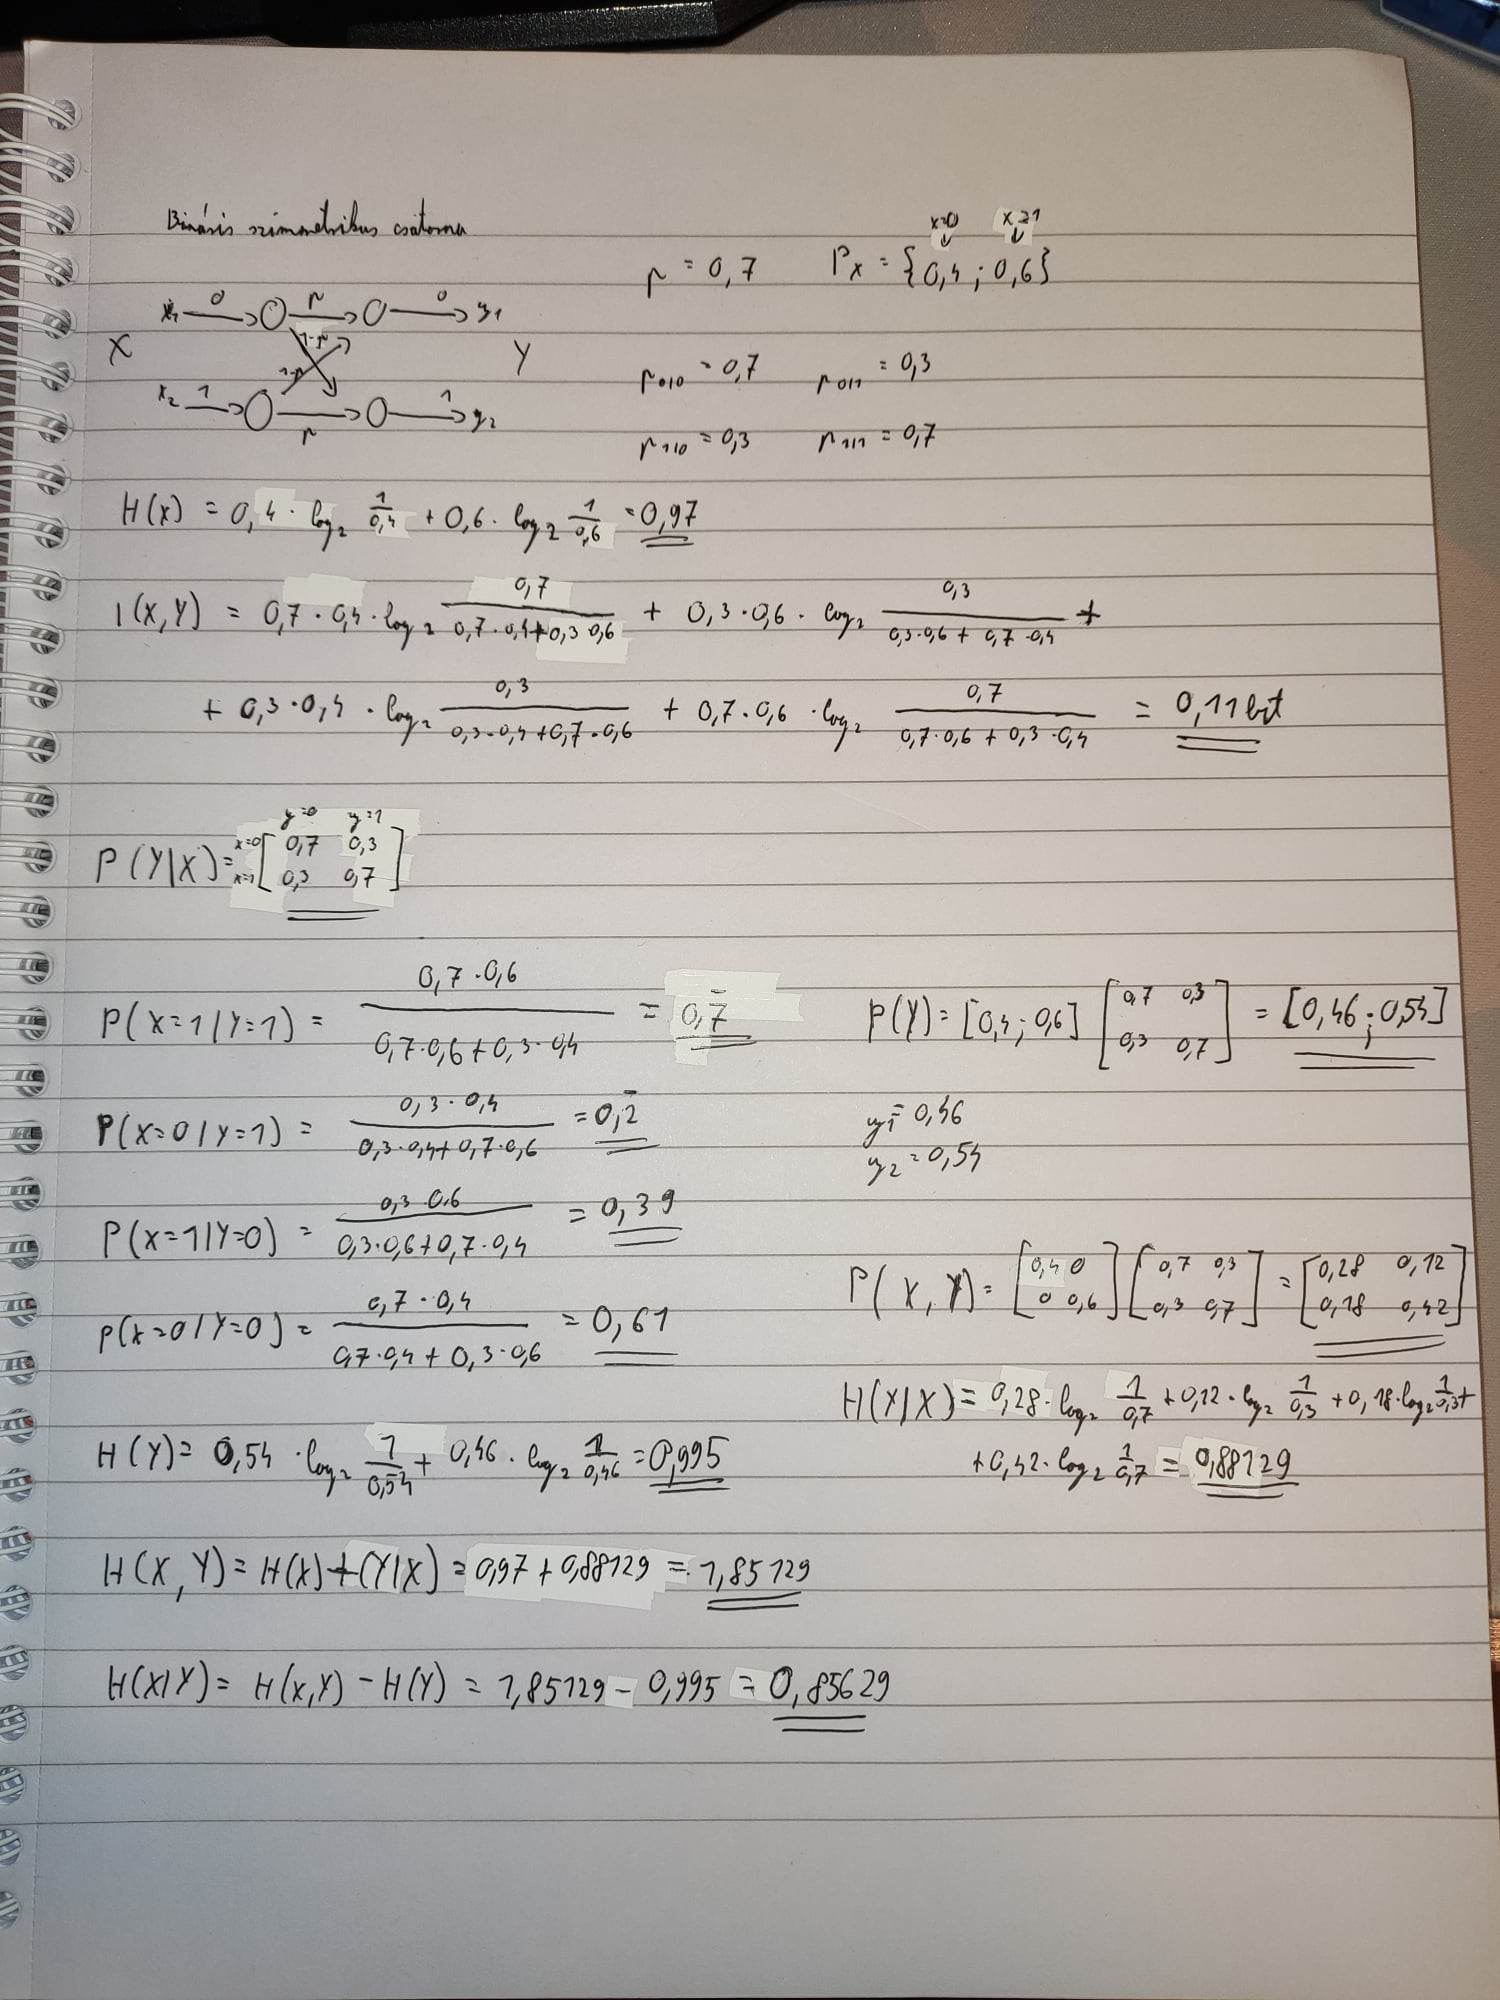 Bináris szimmetrikus csatorna
x=0 x=1
p = 0,7 Px = {0,4 ; 0,6}
x₁ 0 p 0 y₁
X 1-p Y
1-p
x₂ 1 p 1 y₂
p₀|₀ = 0,7 p₀|₁ = 0,3
p₁|₀ = 0,3 p₁|₁ = 0,7
H(X) = 0,4 · log₂ 1/0,4 + 0,6 · log₂ 1/0,6 = 0,97
I(X,Y) = 0,7 · 0,4 · log₂ 0,7/(0,7 · 0,4 + 0,3 0,6) + 0,3 · 0,6 · log₂ 0,3/(0,3 · 0,6 + 0,7 · 0,4) +
+ 0,3 · 0,4 · log₂ 0,3/(0,3 · 0,4 + 0,7 · 0,6) + 0,7 · 0,6 · log₂ 0,7/(0,7 · 0,6 + 0,3 · 0,4) = 0,11 bit
y=0 y=1
P(Y|X) = x=0 [ 0,7 0,3
x=1 0,3 0,7 ]
P(X=1|Y=1) = 0,7 · 0,6/(0,7 · 0,6 + 0,3 · 0,4) = 0,7̄
P(Y) = [0,4 ; 0,6] [0,7 0,3
0,3 0,7] = [0,46 ; 0,54]
P(X=0|Y=1) = 0,3 · 0,4/(0,3 · 0,4 + 0,7 · 0,6) = 0,2̄
y₁ = 0,46
y₂ = 0,54
P(X=1|Y=0) = 0,3 · 0,6/(0,3 · 0,6 + 0,7 · 0,4) = 0,39
P(X,Y) = [0,4 0
0 0,6] [0,7 0,3
0,3 0,7] = [0,28 0,12
0,18 0,42]
P(X=0|Y=0) = 0,7 · 0,4/(0,7 · 0,4 + 0,3 · 0,6) = 0,61
H(Y|X) = 0,28 · log₂ 1/0,7 + 0,12 · log₂ 1/0,3 + 0,18 · log₂ 1/0,3 +
+ 0,42 · log₂ 1/0,7 = 0,88129
H(Y) = 0,54 · log₂ 1/0,54 + 0,46 · log₂ 1/0,46 = 0,995
H(X,Y) = H(X) + (Y|X) = 0,97 + 0,88129 = 1,85129
H(X|Y) = H(X,Y) - H(Y) = 1,85129 - 0,995 = 0,85629